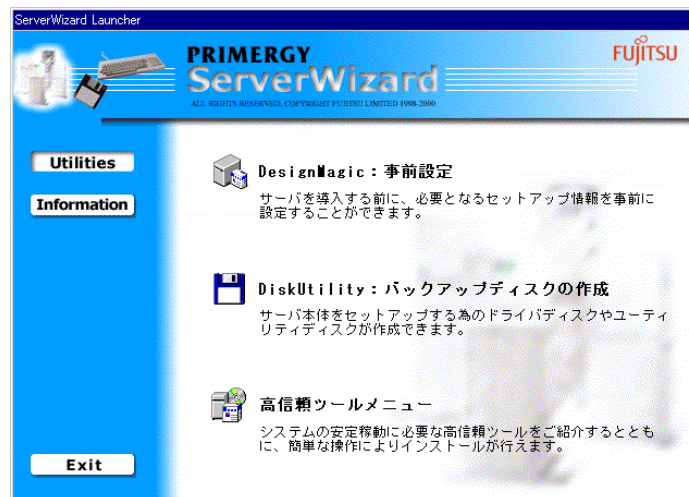 ServerWizard Launcher
PRIMERGY
FUJITSU
ServerWizard
ALL RIGHTS RESERVED, COPYRIGHT FUJITSU LIMITED 1998-2000
Utilities
Information
DesignMagic:事前設定
サーバを導入する前に、必要となるセットアップ情報を事前に
設定することができます。
DiskUtility:バックアップディスクの作成
サーバ本体をセットアップする為のドライバディスクやユーティ
リティディスクが作成できます。
高信頼ツールメニュー
システムの安定稼動に必要な高信頼ツールをご紹介するととも
に、簡単な操作によりインストールが行えます。
Exit